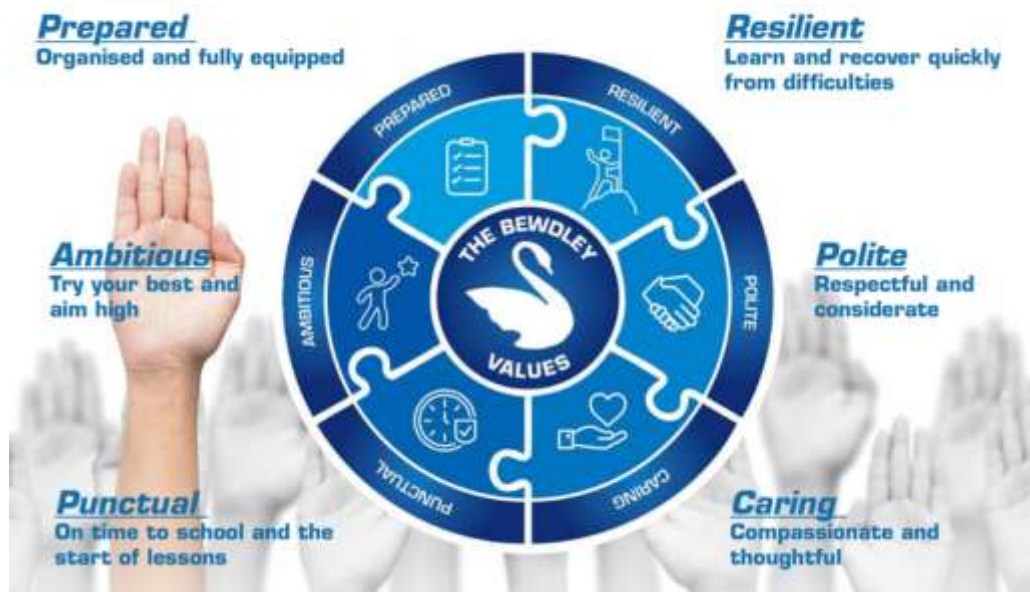 Prepared
Organised and fully equipped
Resilient
Learn and recover quickly
from difficulties
PREPARED
RESILIENT
AMBITIOUS
THE BEWDLEY
VALUES
POLITE
Ambitious
Try your best and
aim high
Polite
Respectful and
considerate
PUNCTUAL
CARING
Punctual
On time to school and the
start of lessons
Caring
Compassionate and
thoughtful